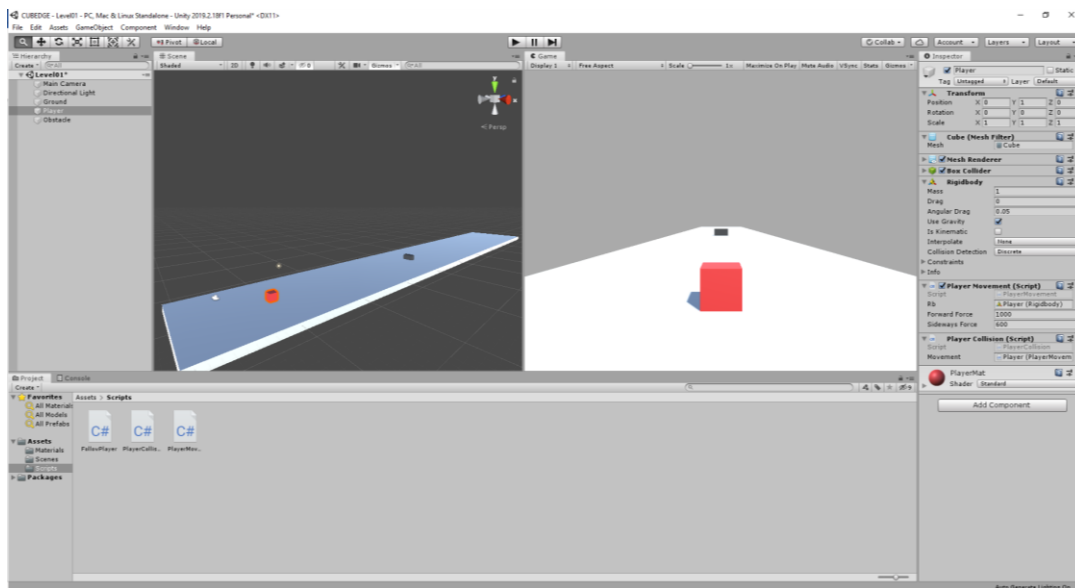 CUBEDGE - Level01 - PC, Mac & Linux Standalone - Unity 2019.2.18f1 Personal* <DX11>
File Edit Assets GameObject Component Window Help
Pivot Local
Collab Account Layers Layout
Hierarchy
Create
Level01*
Main Camera
Directional Light
Ground
Player
Obstacle
Scene
Shaded 2D Gizmos All
Persp
Game
Display 1 Free Aspect Scale 1x Maximize On Play Mute Audio VSync Stats Gizmos
Inspector
Player Static
Tag Untagged Layer Default
Transform
Position X 0 Y 1 Z 0
Rotation X 0 Y 0 Z 0
Scale X 1 Y 1 Z 1
Cube (Mesh Filter)
Mesh Cube
Mesh Renderer
Box Collider
Rigidbody
Mass 1
Drag 0
Angular Drag 0.05
Use Gravity
Is Kinematic
Interpolate None
Collision Detection Discrete
Constraints
Info
Player Movement (Script)
Script PlayerMovement
Rb Player (Rigidbody)
Forward Force 1000
Sideways Force 600
Player Collision (Script)
Script PlayerCollision
Movement Player (PlayerMovem
PlayerMat
Shader Standard
Add Component
Project Console
Create
Favorites
All Material
All Models
All Prefabs
Assets
Materials
Scenes
Scripts
Packages
Assets > Scripts
C# C# C#
FollowPlayer PlayerCollis... PlayerMov...
Auto Generate Lighting On